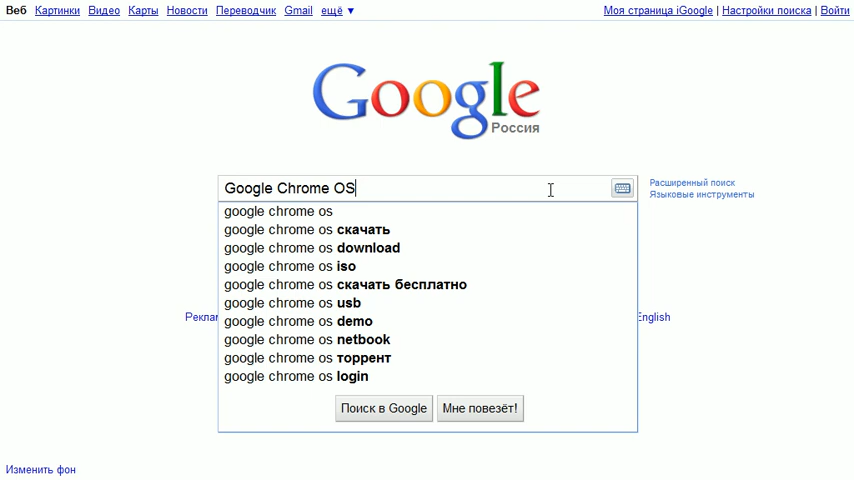 Веб Картинки Видео Карты Новости Переводчик Gmail ещё ▼ Моя страница iGoogle | Настройки поиска | Войти
Google
Россия
Google Chrome OS
Расширенный поиск
Языковые инструменты
google chrome os
google chrome os скачать
google chrome os download
google chrome os iso
google chrome os скачать бесплатно
google chrome os usb
Реклам English
google chrome os demo
google chrome os netbook
google chrome os торрент
google chrome os login
Поиск в Google Мне повезёт!
Изменить фон